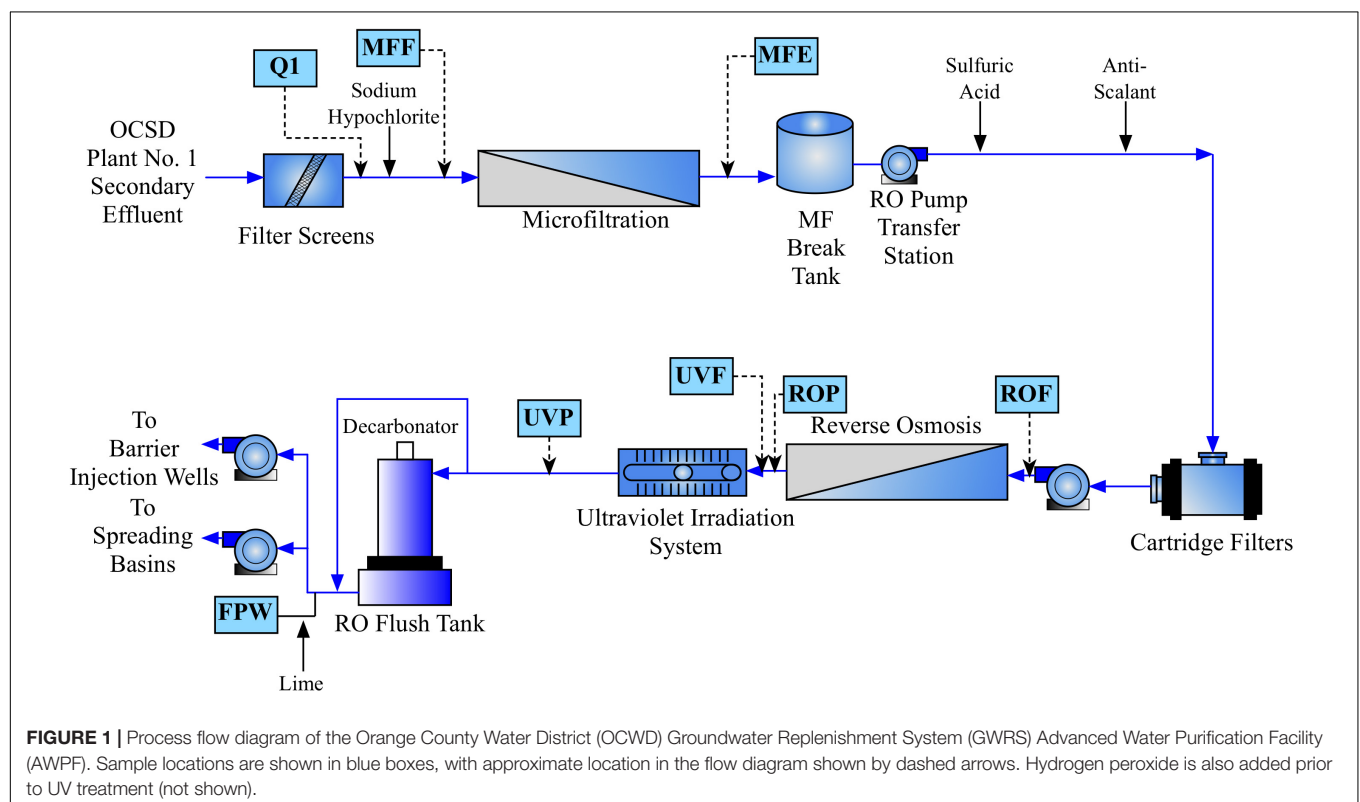 Q1
MFF
Sodium
Hypochlorite
MFE
Sulfuric
Acid
Anti-
Scalant
OCSD
Plant No. 1
Secondary
Effluent
Filter Screens
Microfiltration
MF
Break
Tank
RO Pump
Transfer
Station
To
Barrier
Injection Wells
To
Spreading
Basins
FPW
Lime
Decarbonator
RO Flush Tank
UVP
UVF
ROP
Ultraviolet Irradiation
System
Reverse Osmosis
ROF
Cartridge Filters
FIGURE 1 | Process flow diagram of the Orange County Water District (OCWD) Groundwater Replenishment System (GWRS) Advanced Water Purification Facility
(AWPF). Sample locations are shown in blue boxes, with approximate location in the flow diagram shown by dashed arrows. Hydrogen peroxide is also added prior
to UV treatment (not shown).